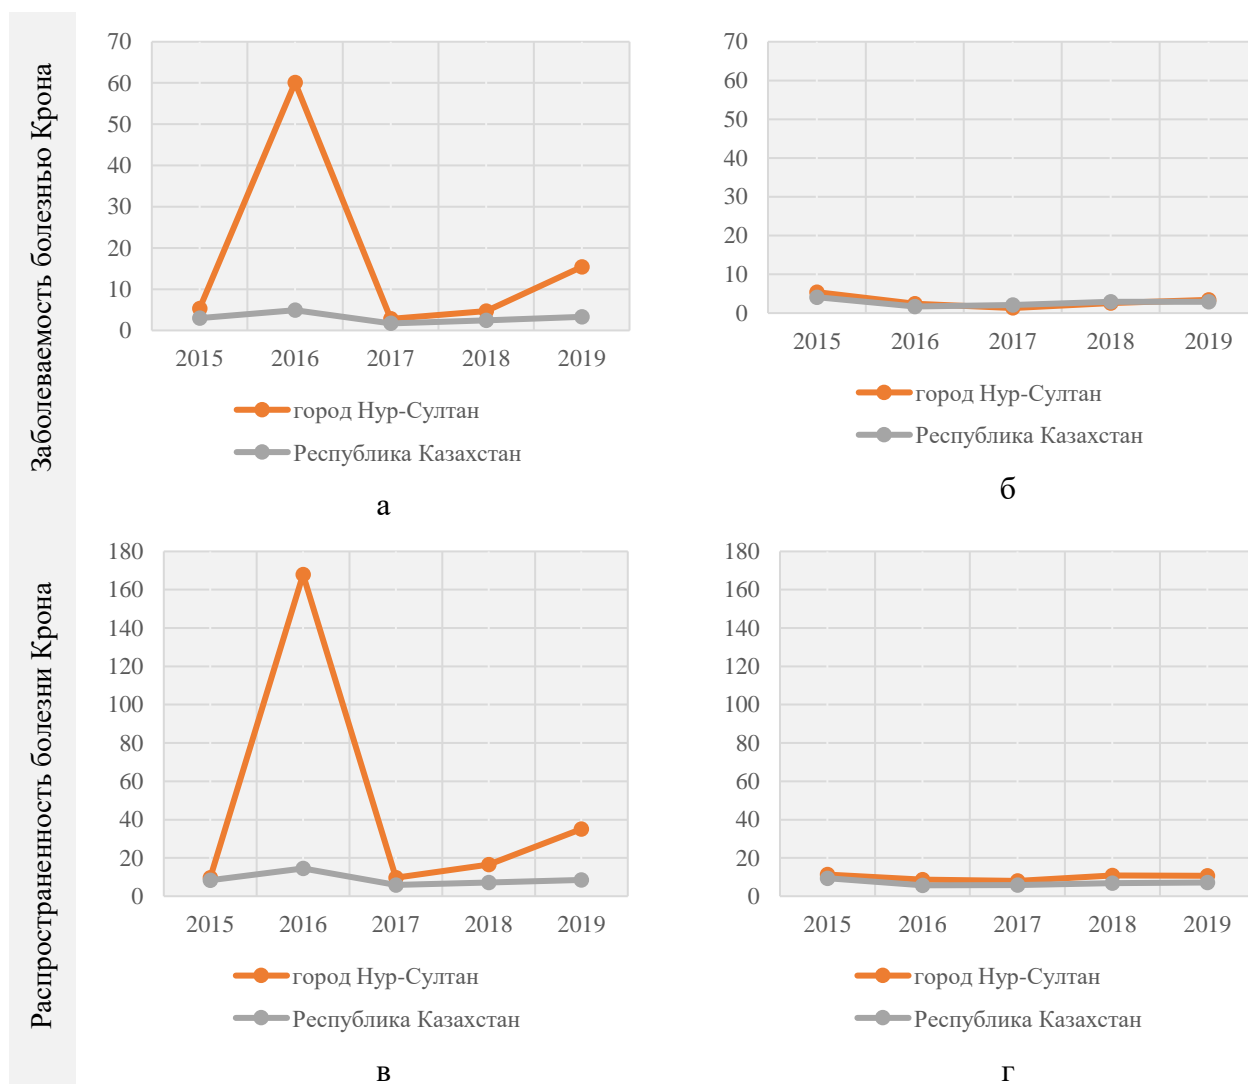 Заболеваемость болезнью Крона
70
60
50
40
30
20
10
0
2015 2016 2017 2018 2019
город Нур-Султан
Республика Казахстан
а
70
60
50
40
30
20
10
0
2015 2016 2017 2018 2019
город Нур-Султан
Республика Казахстан
б
Распространенность болезни Крона
180
160
140
120
100
80
60
40
20
0
2015 2016 2017 2018 2019
город Нур-Султан
Республика Казахстан
в
180
160
140
120
100
80
60
40
20
0
2015 2016 2017 2018 2019
город Нур-Султан
Республика Казахстан
г